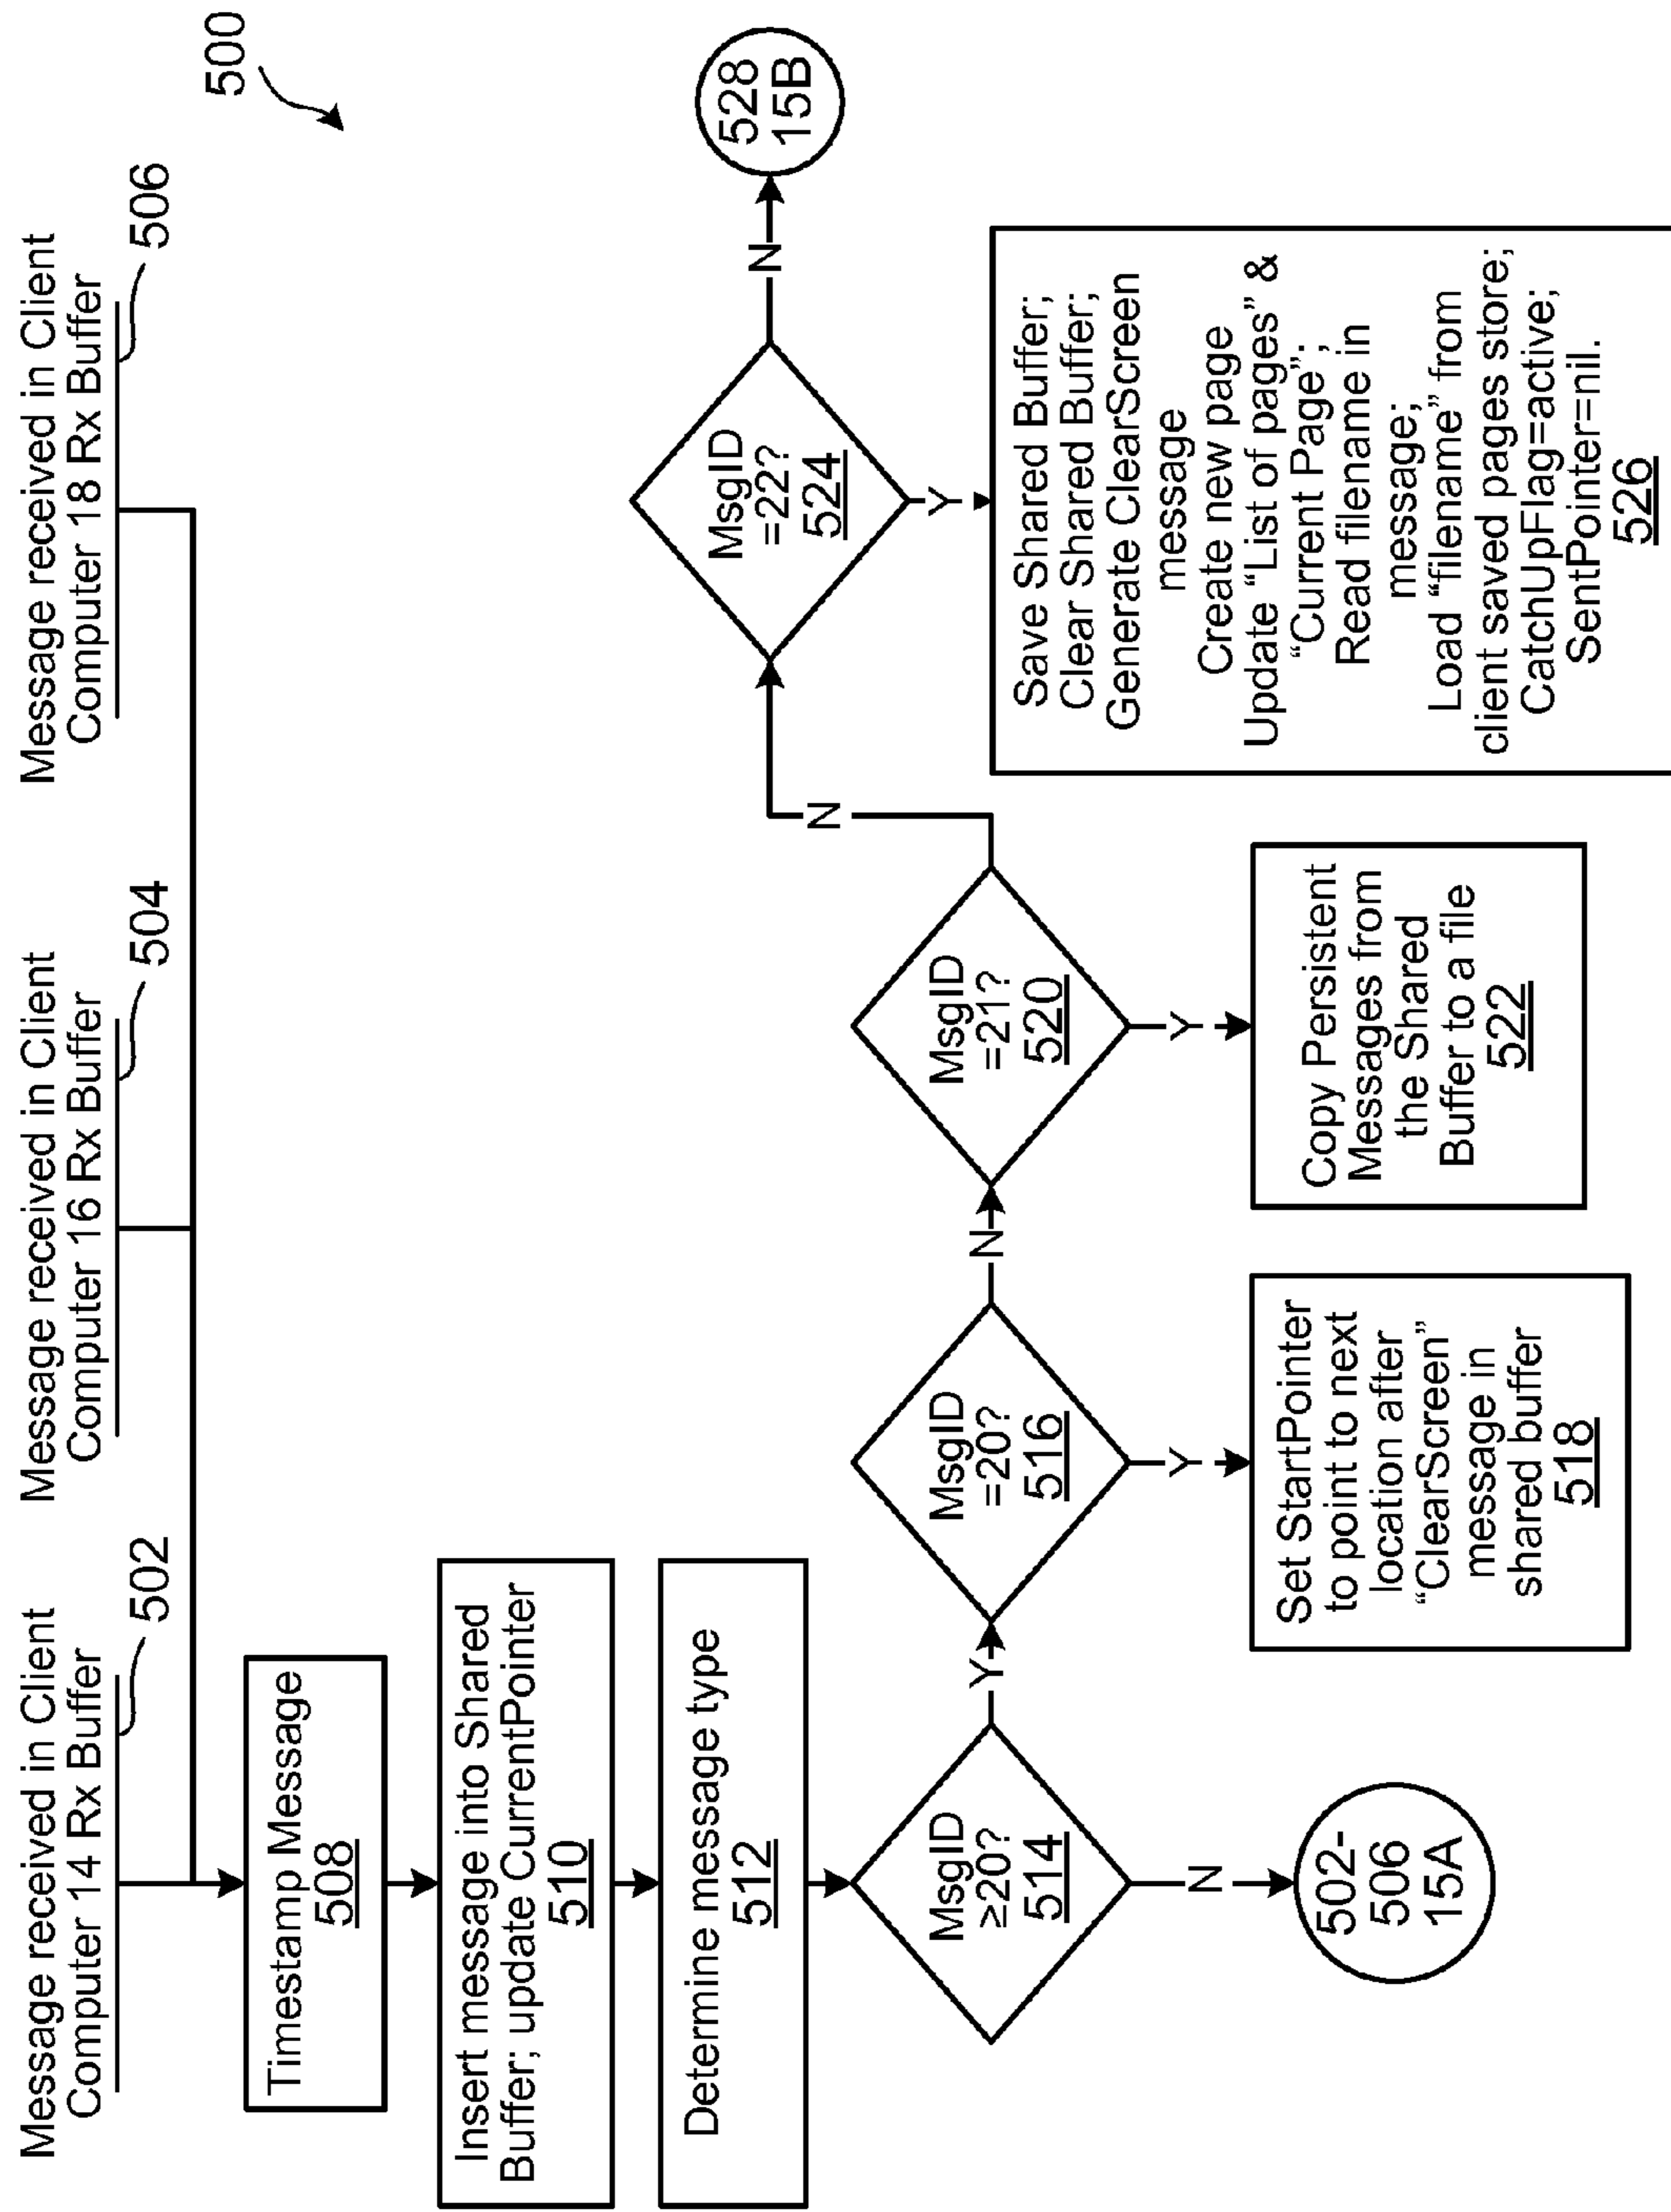 500
Message received in Client
Computer 14 Rx Buffer
502
Message received in Client
Computer 16 Rx Buffer
504
Message received in Client
Computer 18 Rx Buffer
506
Timestamp Message
508
Insert message into Shared
Buffer; update CurrentPointer
510
Determine message type
512
MsgID
≥20?
514
N
502-
506
15A
Y
MsgID
=20?
516
Y
Set StartPointer
to point to next
location after
“ClearScreen”
message in
shared buffer
518
N
MsgID
=21?
520
Y
Copy Persistent
Messages from
the Shared
Buffer to a file
522
N
MsgID
=22?
524
N
528
15B
Y
Save Shared Buffer;
Clear Shared Buffer;
Generate ClearScreen
message
Create new page
Update “List of pages” &
“Current Page”;
Read filename in
message;
Load “filename” from
client saved pages store;
CatchUpFlag=active;
SentPointer=nil.
526